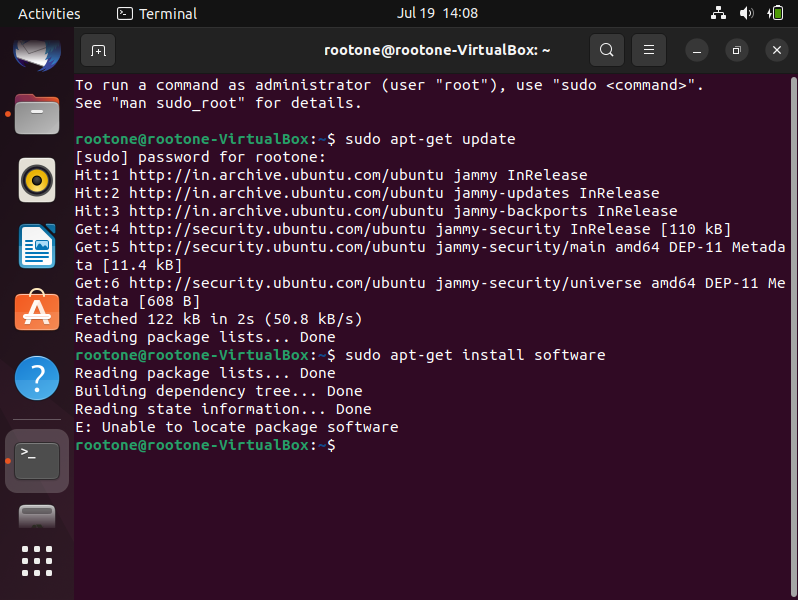 Activities Terminal Jul 19 14:08
rootone@rootone-VirtualBox: ~
To run a command as administrator (user "root"), use "sudo <command>".
See "man sudo_root" for details.
rootone@rootone-VirtualBox:~$ sudo apt-get update
[sudo] password for rootone:
Hit:1 http://in.archive.ubuntu.com/ubuntu jammy InRelease
Hit:2 http://in.archive.ubuntu.com/ubuntu jammy-updates InRelease
Hit:3 http://in.archive.ubuntu.com/ubuntu jammy-backports InRelease
Get:4 http://security.ubuntu.com/ubuntu jammy-security InRelease [110 kB]
Get:5 http://security.ubuntu.com/ubuntu jammy-security/main amd64 DEP-11 Metada
ta [11.4 kB]
Get:6 http://security.ubuntu.com/ubuntu jammy-security/universe amd64 DEP-11 Me
tadata [608 B]
Fetched 122 kB in 2s (50.8 kB/s)
Reading package lists... Done
rootone@rootone-VirtualBox:~$ sudo apt-get install software
Reading package lists... Done
Building dependency tree... Done
Reading state information... Done
E: Unable to locate package software
rootone@rootone-VirtualBox:~$